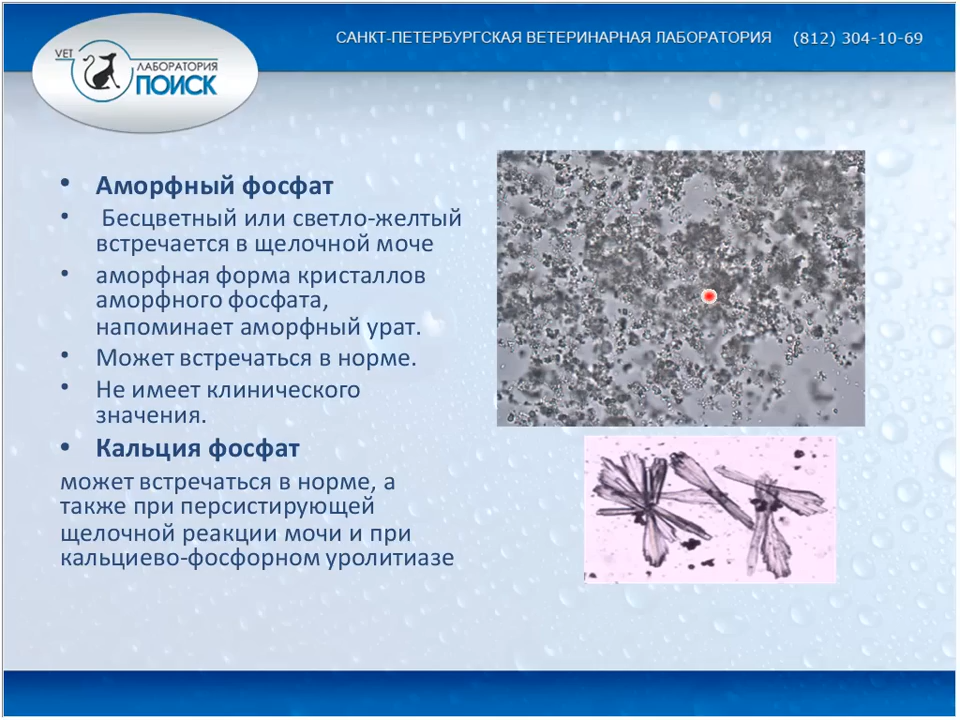 САНКТ-ПЕТЕРБУРГСКАЯ ВЕТЕРИНАРНАЯ ЛАБОРАТОРИЯ (812) 304-10-69
VET
ЛАБОРАТОРИЯ
ПОИСК
• Аморфный фосфат
• Бесцветный или светло-желтый
встречается в щелочной моче
• аморфная форма кристаллов
аморфного фосфата,
напоминает аморфный урат.
• Может встречаться в норме.
• Не имеет клинического
значения.
• Кальция фосфат
может встречаться в норме, а
также при персистирующей
щелочной реакции мочи и при
кальциево-фосфорном уролитиазе